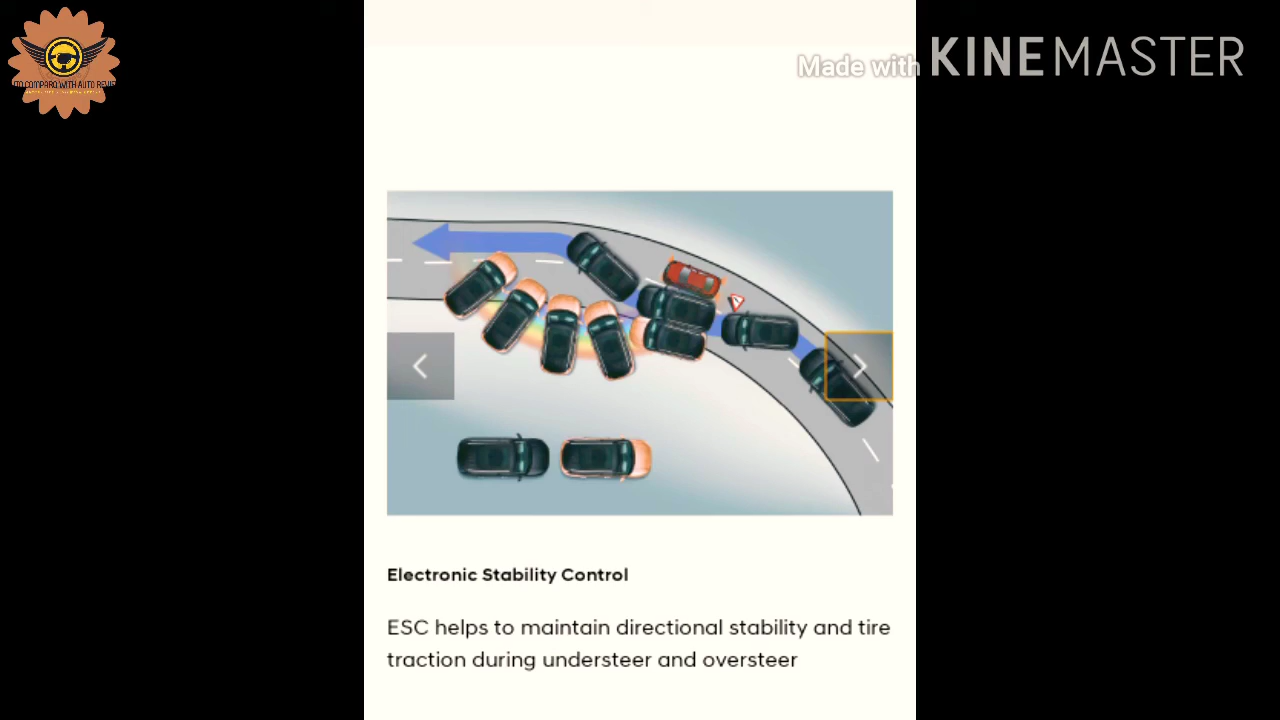 Made with KINEMASTER
Electronic Stability Control
ESC helps to maintain directional stability and tire
traction during understeer and oversteer